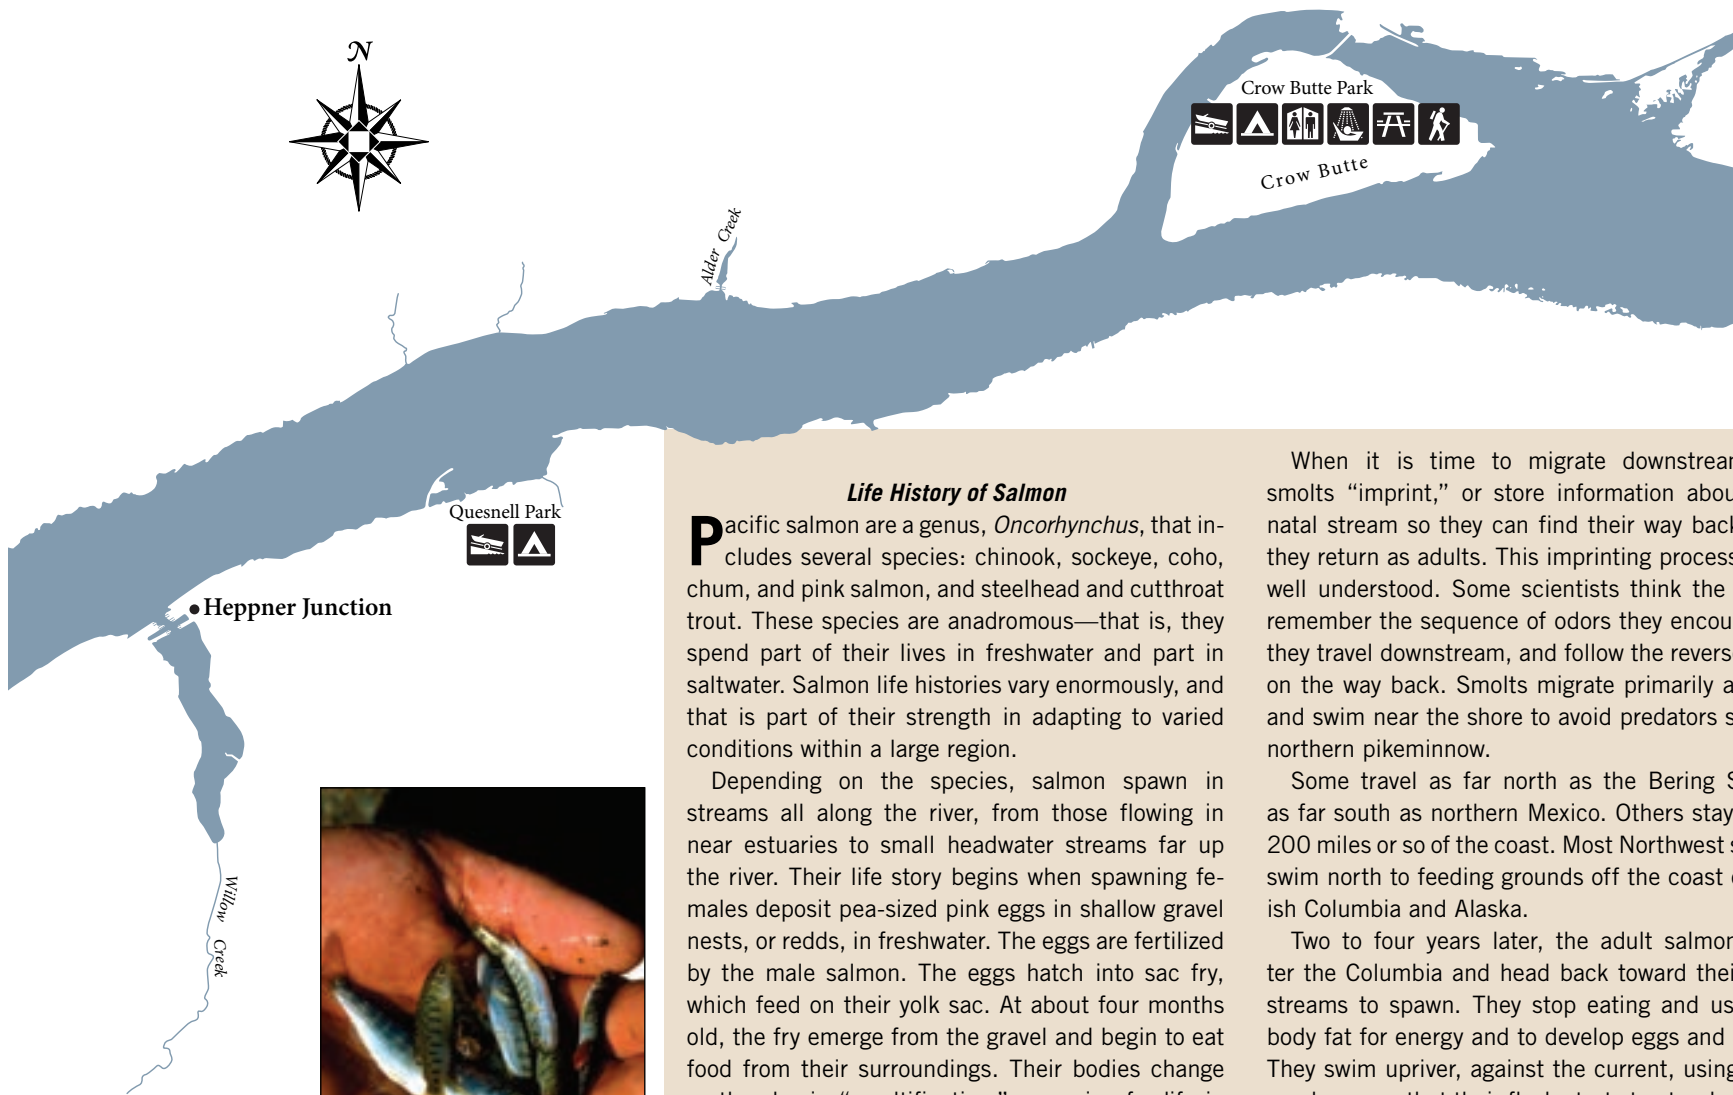 N
Crow Butte Park
Crow Butte
Alder Creek
Quesnell Park
Heppner Junction
Willow Creek
Life History of Salmon
Pacific salmon are a genus, Oncorhynchus, that in-
cludes several species: chinook, sockeye, coho,
chum, and pink salmon, and steelhead and cutthroat
trout. These species are anadromous—that is, they
spend part of their lives in freshwater and part in
saltwater. Salmon life histories vary enormously, and
that is part of their strength in adapting to varied
conditions within a large region.
Depending on the species, salmon spawn in
streams all along the river, from those flowing in
near estuaries to small headwater streams far up
the river. Their life story begins when spawning fe-
males deposit pea-sized pink eggs in shallow gravel
nests, or redds, in freshwater. The eggs are fertilized
by the male salmon. The eggs hatch into sac fry,
which feed on their yolk sac. At about four months
old, the fry emerge from the gravel and begin to eat
food from their surroundings. Their bodies change
When it is time to migrate downstream
smolts “imprint,” or store information abou
natal stream so they can find their way back
they return as adults. This imprinting process
well understood. Some scientists think the
remember the sequence of odors they encou
they travel downstream, and follow the revers
on the way back. Smolts migrate primarily a
and swim near the shore to avoid predators s
northern pikeminnow.
Some travel as far north as the Bering S
as far south as northern Mexico. Others stay
200 miles or so of the coast. Most Northwest s
swim north to feeding grounds off the coast
ish Columbia and Alaska.
Two to four years later, the adult salmon
ter the Columbia and head back toward thei
streams to spawn. They stop eating and us
body fat for energy and to develop eggs and
They swim upriver, against the current, using